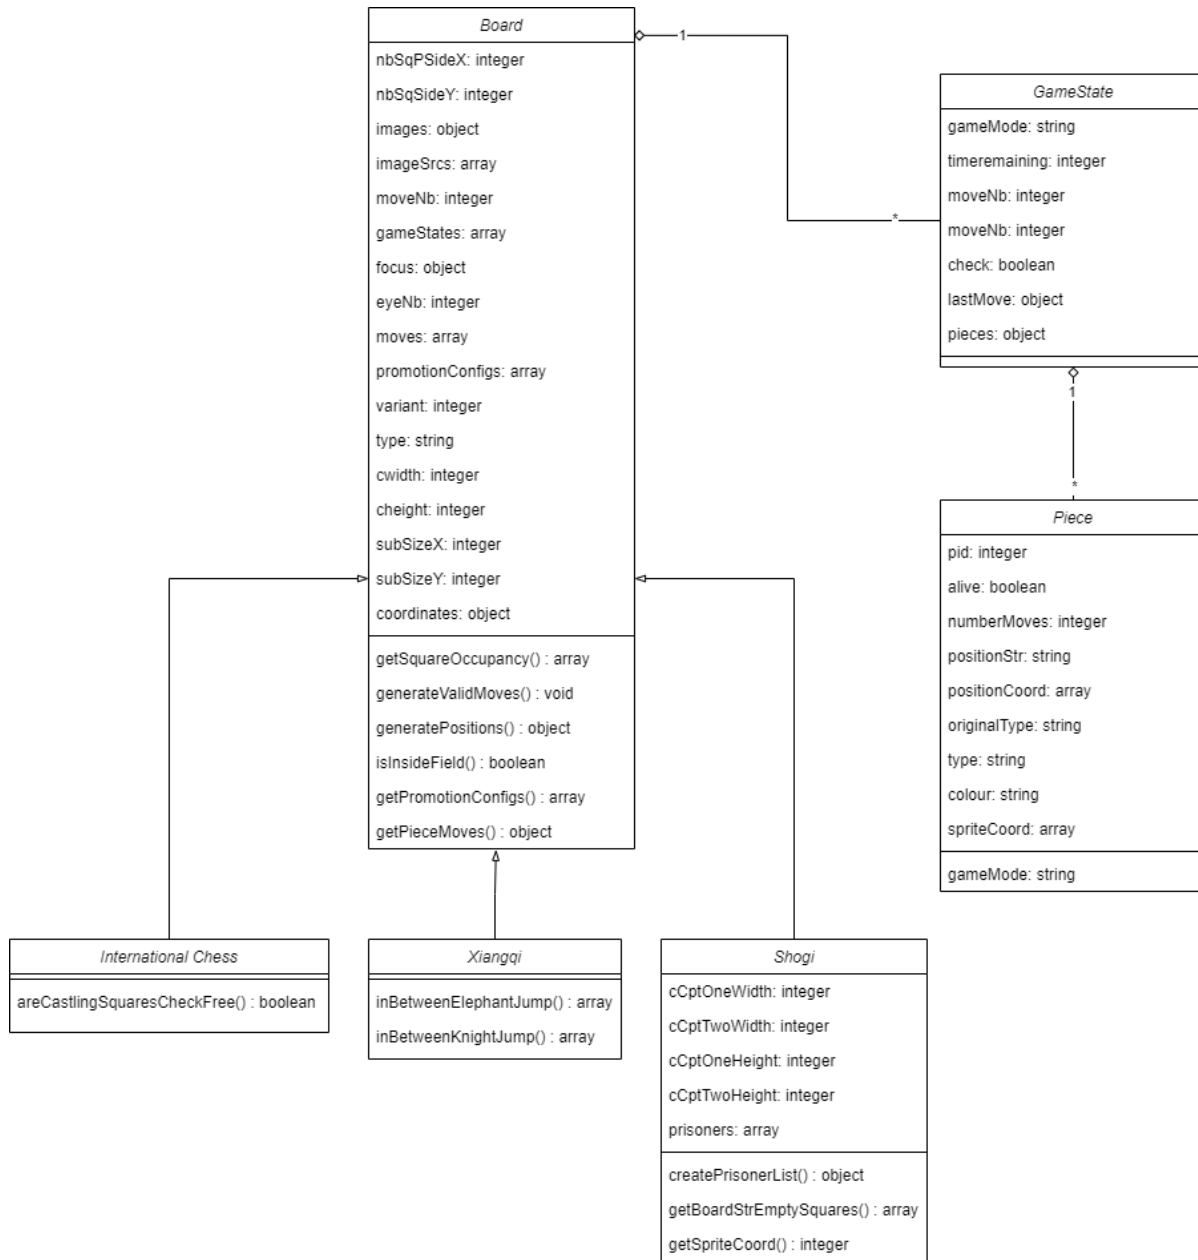 Board
nbSqPSideX: integer
nbSqSideY: integer
images: object
imageSrcs: array
moveNb: integer
gameStates: array
focus: object
eyeNb: integer
moves: array
promotionConfigs: array
variant: integer
type: string
cwidth: integer
cheight: integer
subSizeX: integer
subSizeY: integer
coordinates: object
getSquareOccupancy() : array
generateValidMoves() : void
generatePositions() : object
isInsideField() : boolean
getPromotionConfigs() : array
getPieceMoves() : object
1
*
GameState
gameMode: string
timeremaining: integer
moveNb: integer
moveNb: integer
check: boolean
lastMove: object
pieces: object
1
*
Piece
pid: integer
alive: boolean
numberMoves: integer
positionStr: string
positionCoord: array
originalType: string
type: string
colour: string
spriteCoord: array
gameMode: string
International Chess
areCastlingSquaresCheckFree() : boolean
Xiangqi
inBetweenElephantJump() : array
inBetweenKnightJump() : array
Shogi
cCptOneWidth: integer
cCptTwoWidth: integer
cCptOneHeight: integer
cCptTwoHeight: integer
prisoners: array
createPrisonerList() : object
getBoardStrEmptySquares() : array
getSpriteCoord() : integer